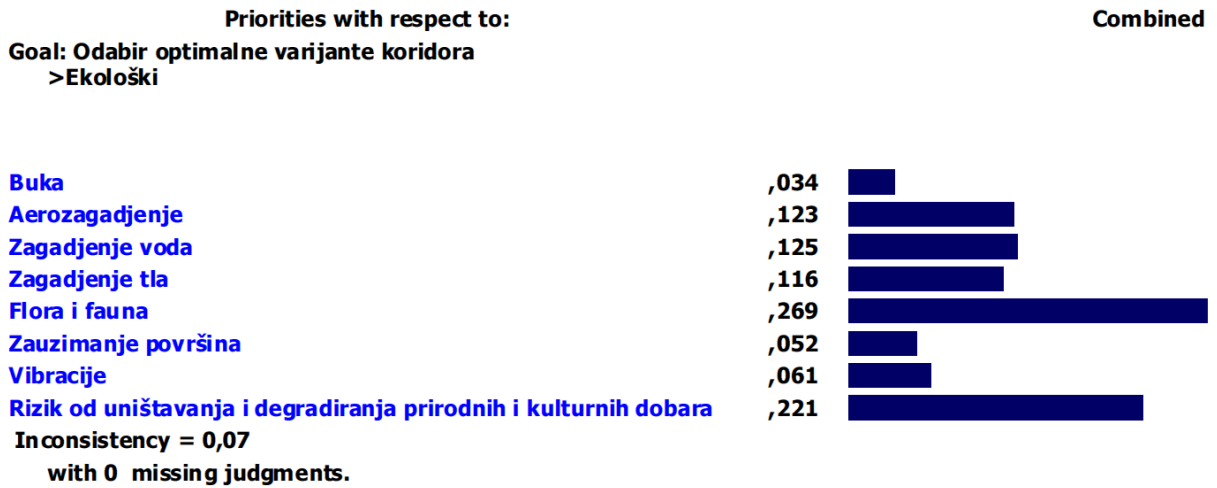 Priorities with respect to: Combined
Goal: Odabir optimalne varijante koridora
>Ekološki
Buka ,034
Aerozagadjenje ,123
Zagadjenje voda ,125
Zagadjenje tla ,116
Flora i fauna ,269
Zauzimanje površina ,052
Vibracije ,061
Rizik od uništavanja i degradiranja prirodnih i kulturnih dobara ,221
Inconsistency = 0,07
with 0 missing judgments.